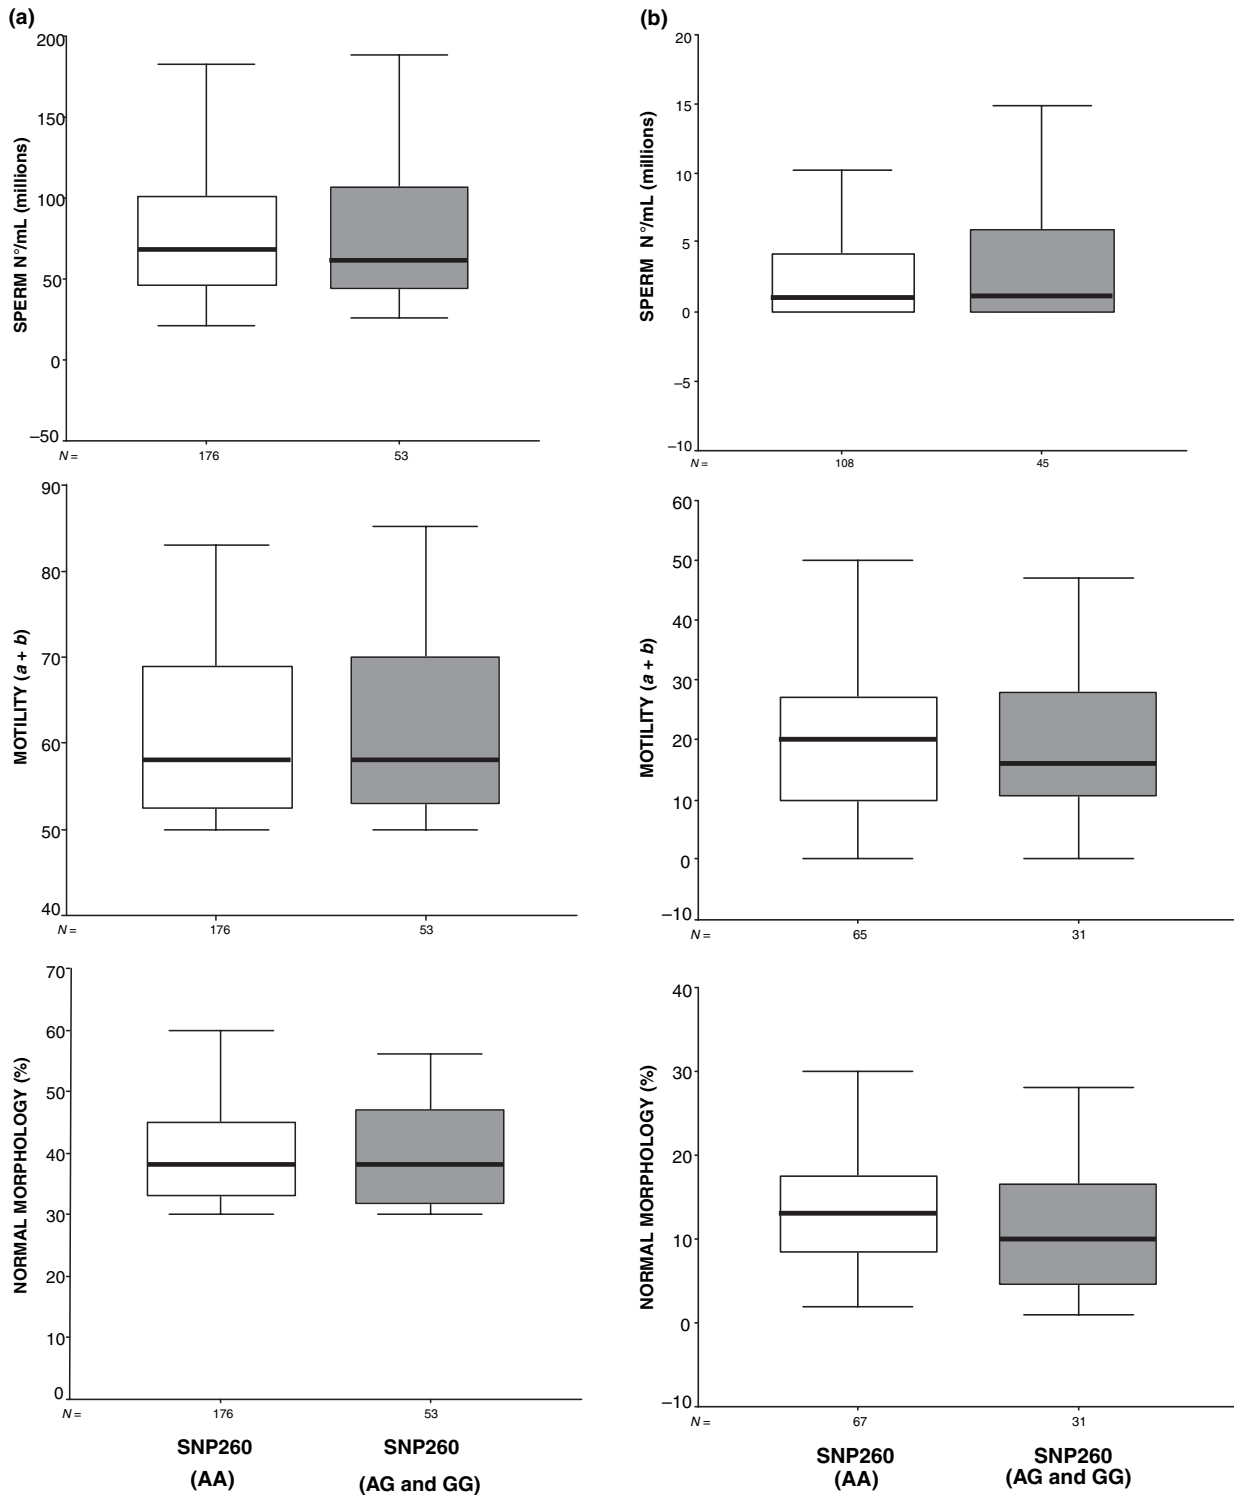 (a)
SPERM N°/mL (millions)
200
150
100
50
0
–50
N =
176
53
MOTILITY (a + b)
90
80
70
60
50
40
N =
176
53
NORMAL MORPHOLOGY (%)
70
60
50
40
30
20
10
0
N =
176
53
SNP260
(AA)
SNP260
(AG and GG)
(b)
SPERM N°/mL (millions)
20
15
10
5
0
–5
–10
N =
108
45
MOTILITY (a + b)
60
50
40
30
20
10
0
–10
N =
65
31
NORMAL MORPHOLOGY (%)
40
30
20
10
0
–10
N =
67
31
SNP260
(AA)
SNP260
(AG and GG)